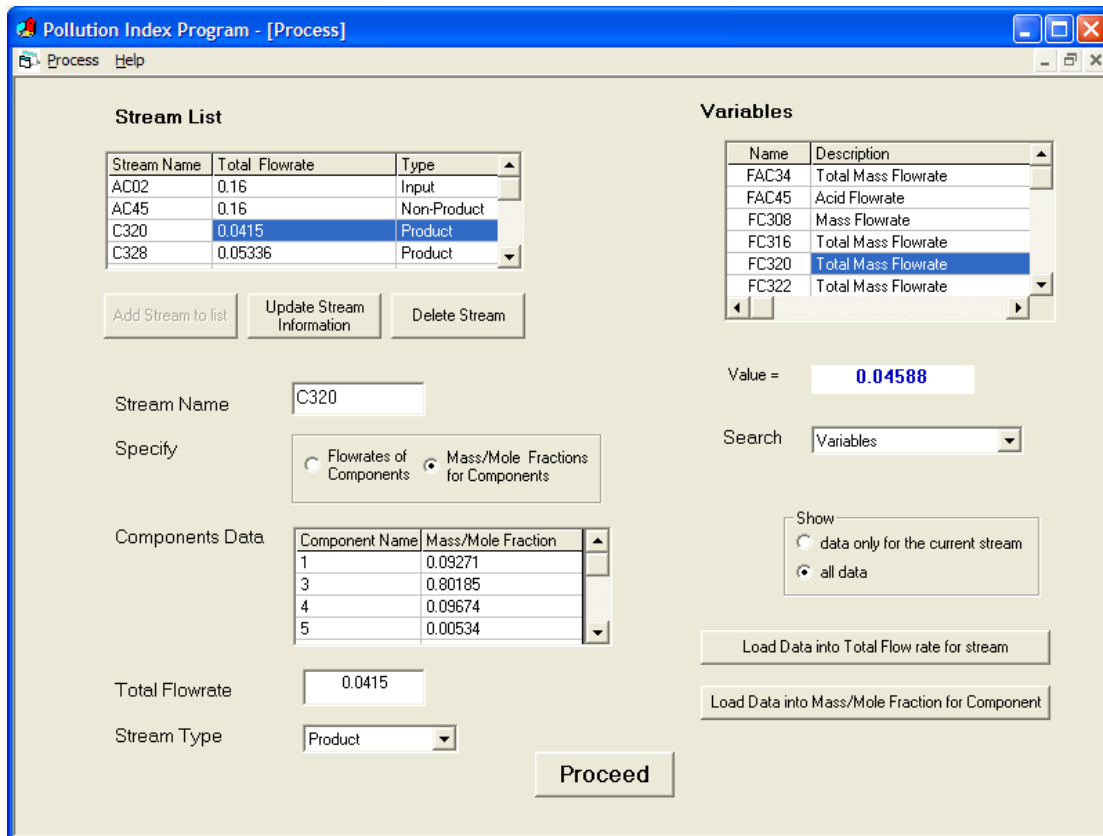 Pollution Index Program - [Process]
Process Help
Stream List
Stream Name Total Flowrate Type
AC02 0.16 Input
AC45 0.16 Non-Product
C320 0.0415 Product
C328 0.05336 Product
Add Stream to list
Update Stream
Information
Delete Stream
Stream Name C320
Specify
Flowrates of
Components
Mass/Mole Fractions
for Components
Components Data
Component Name Mass/Mole Fraction
1 0.09271
3 0.80185
4 0.09674
5 0.00534
Total Flowrate 0.0415
Stream Type Product
Proceed
Variables
Name Description
FAC34 Total Mass Flowrate
FAC45 Acid Flowrate
FC308 Mass Flowrate
FC316 Total Mass Flowrate
FC320 Total Mass Flowrate
FC322 Total Mass Flowrate
Value = 0.04588
Search Variables
Show
data only for the current stream
all data
Load Data into Total Flow rate for stream
Load Data into Mass/Mole Fraction for Component